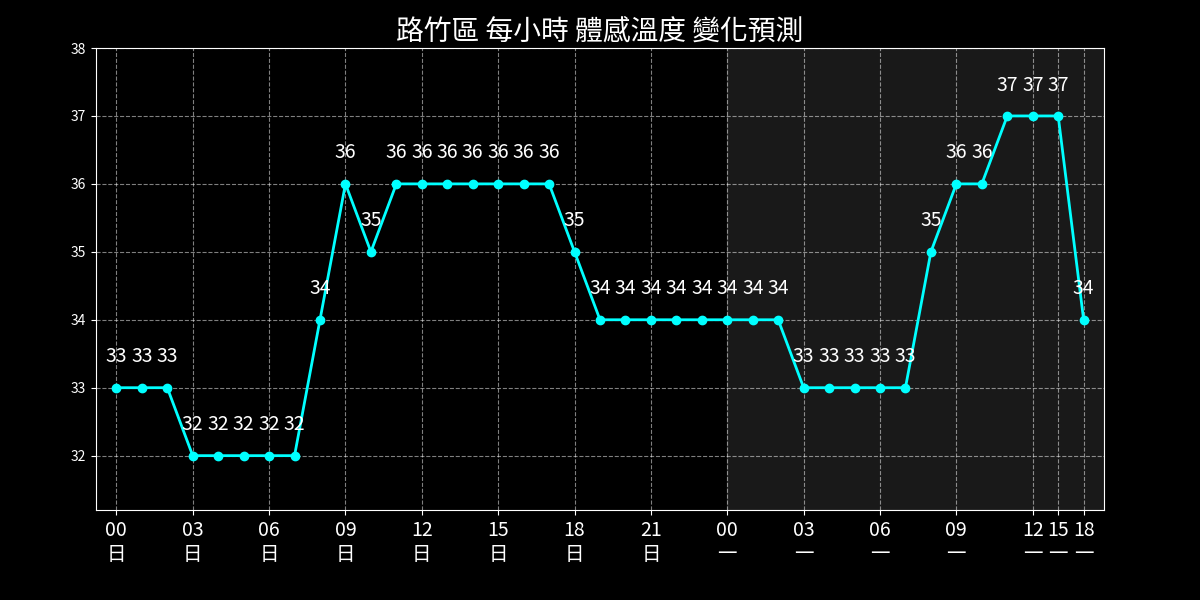 路竹區 每小時 體感溫度 變化預測
38
37 37 37
37
36 36 36 36 36 36 36 36 36 36
36
35 35 35
35
34 34 34 34 34 34 34 34 34 34
34
33 33 33 33 33 33 33 33
33
32 32 32 32 32
32
00 03 06 09 12 15 18 21 00 03 06 09 12 15 18
日 日 日 日 日 日 日 日 一 一 一 一 一 一 一